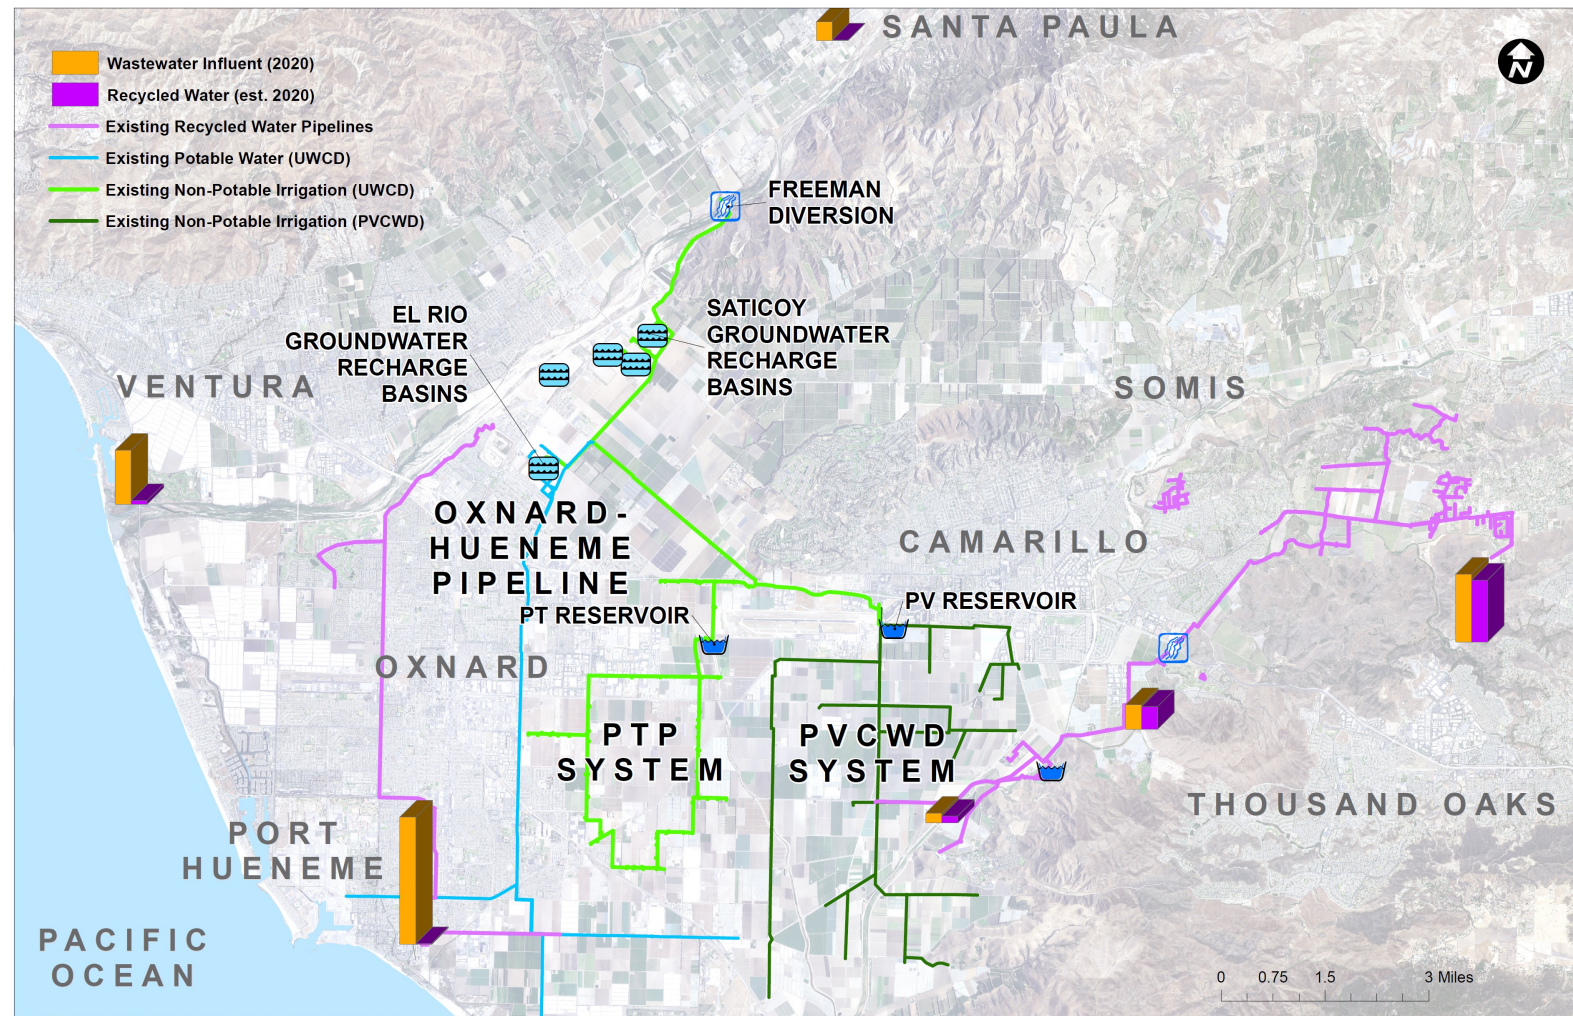 SANTA PAULA
N
Wastewater Influent (2020)
Recycled Water (est. 2020)
Existing Recycled Water Pipelines
Existing Potable Water (UWCD)
Existing Non-Potable Irrigation (UWCD)
Existing Non-Potable Irrigation (PVCWD)
FREEMAN
DIVERSION
EL RIO
GROUNDWATER
RECHARGE
BASINS
SATICOY
GROUNDWATER
RECHARGE
BASINS
VENTURA
SOMIS
OXNARD-
HUENEME
PIPELINE
CAMARILLO
PT RESERVOIR
PV RESERVOIR
OXNARD
PTP
SYSTEM
PVCWD
SYSTEM
THOUSAND OAKS
PORT
HUENEME
PACIFIC
OCEAN
0 0.75 1.5 3 Miles